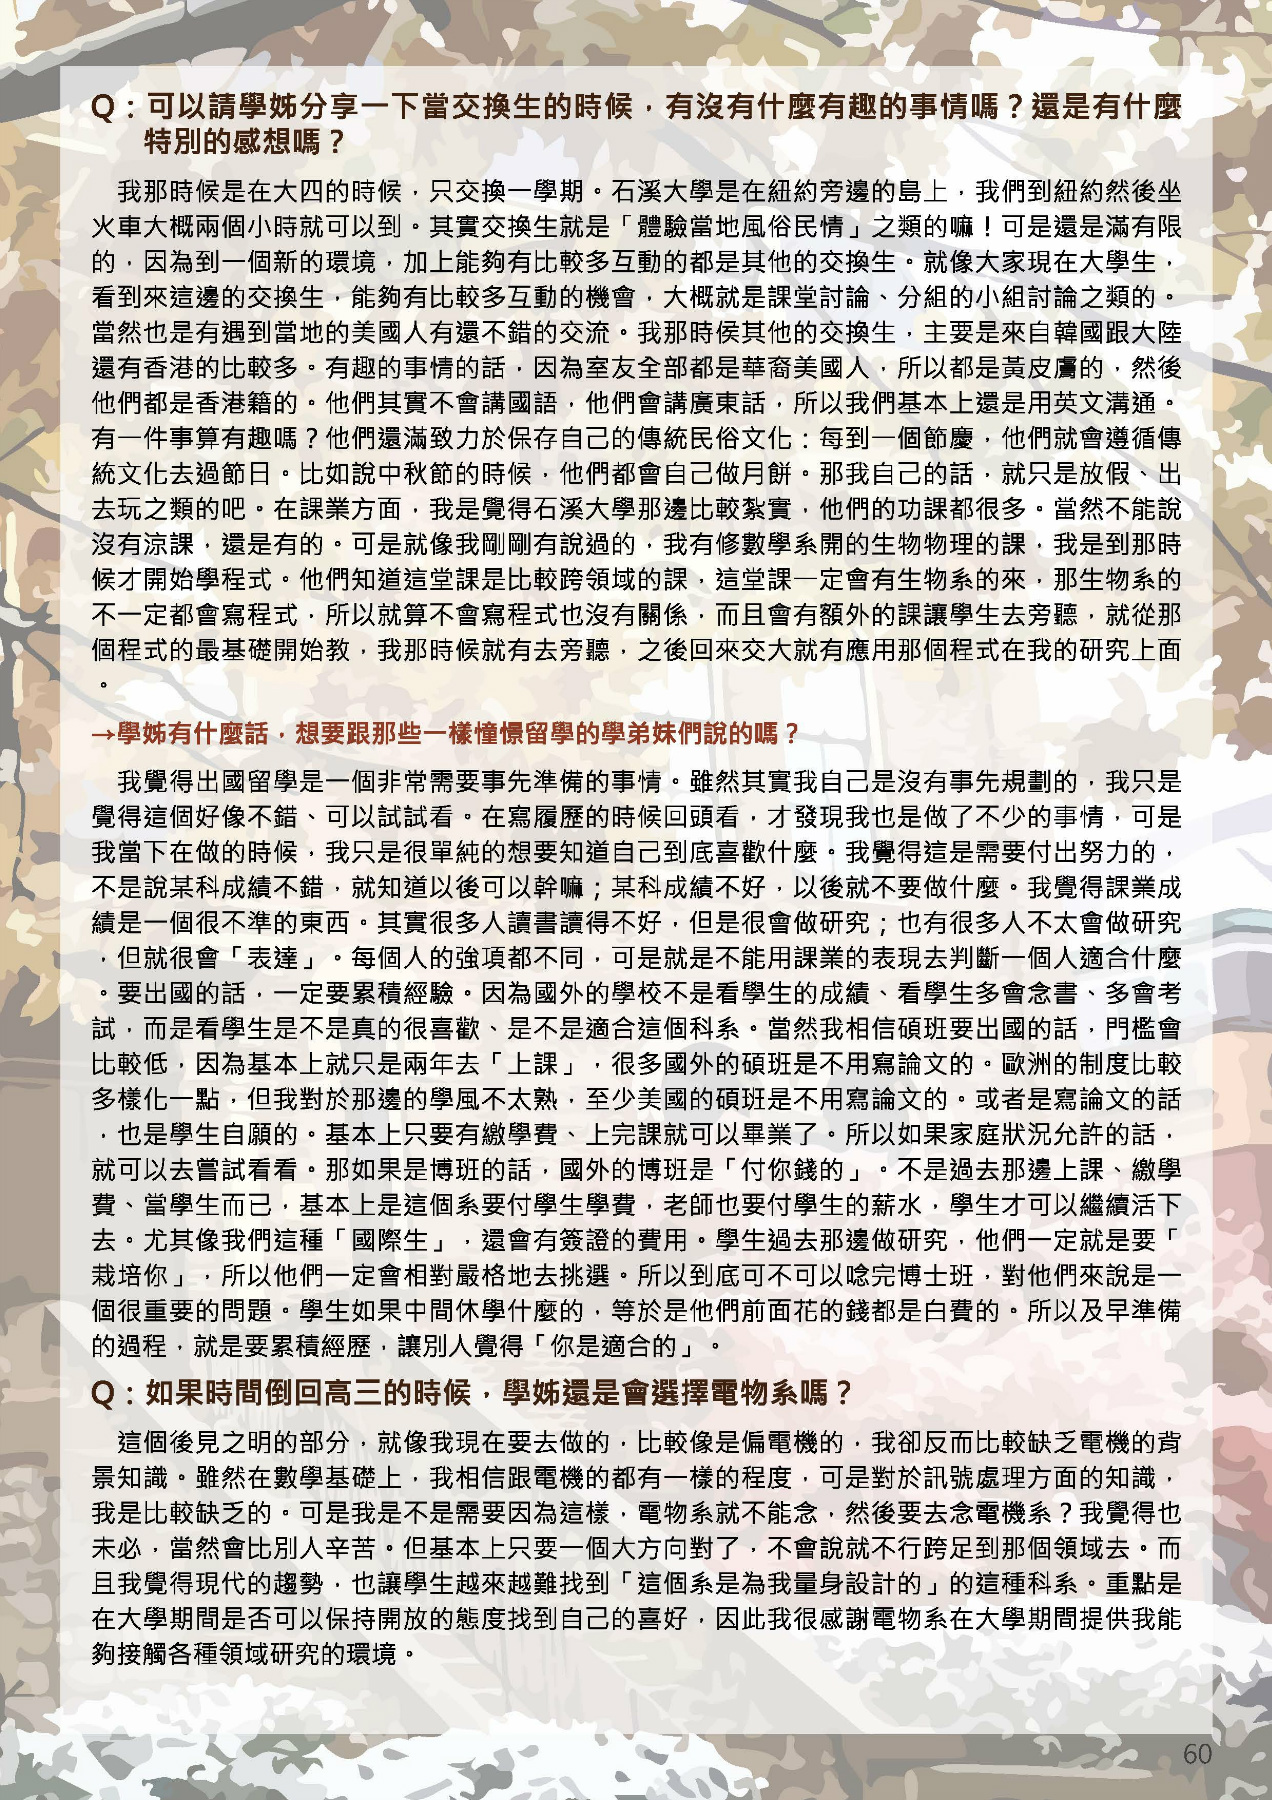 Q：可以請學姊分享一下當交換生的時候，有沒有什麼有趣的事情嗎？還是有什麼
特別的感想嗎？
我那時候是在大四的時候，只交換一學期。石溪大學是在紐約旁邊的島上，我們到紐約然後坐
火車大概兩個小時就可以到。其實交換生就是「體驗當地風俗民情」之類的嘛！可是還是滿有限
的，因為到一個新的環境，加上能夠有比較多互動的都是其他的交換生。就像大家現在大學生，
看到來這邊的交換生，能夠有比較多互動的機會，大概就是課堂討論、分組的小組討論之類的。
當然也是有遇到當地的美國人有還不錯的交流。我那時侯其他的交換生，主要是來自韓國跟大陸
還有香港的比較多。有趣的事情的話，因為室友全部都是華裔美國人，所以都是黃皮膚的，然後
他們都是香港籍的。他們其實不會講國語，他們會講廣東話，所以我們基本上還是用英文溝通。
有一件事算有趣嗎？他們還滿致力於保存自己的傳統民俗文化：每到一個節慶，他們就會遵循傳
統文化去過節日。比如說中秋節的時候，他們都會自己做月餅。那我自己的話，就只是放假、出
去玩之類的吧。在課業方面，我是覺得石溪大學那邊比較紮實，他們的功課都很多。當然不能說
沒有涼課，還是有的。可是就像我剛剛有說過的，我有修數學系開的生物物理的課，我是到那時
候才開始學程式。他們知道這堂課是比較跨領域的課，這堂課一定會有生物系的來，那生物系的
不一定都會寫程式，所以就算不會寫程式也沒有關係，而且會有額外的課讓學生去旁聽，就從那
個程式的最基礎開始教，我那時候就有去旁聽，之後回來交大就有應用那個程式在我的研究上面
。
→學姊有什麼話，想要跟那些一樣憧憬留學的學弟妹們說的嗎？
我覺得出國留學是一個非常需要事先準備的事情。雖然其實我自己是沒有事先規劃的，我只是
覺得這個好像不錯、可以試試看。在寫履歷的時候回頭看，才發現我也是做了不少的事情，可是
我當下在做的時候，我只是很單純的想要知道自己到底喜歡什麼。我覺得這是需要付出努力的，
不是說某科成績不錯，就知道以後可以幹嘛；某科成績不好，以後就不要做什麼。我覺得課業成
績是一個很不準的東西。其實很多人讀書讀得不好，但是很會做研究；也有很多人不太會做研究
，但就很會「表達」。每個人的強項都不同，可是就是不能用課業的表現去判斷一個人適合什麼
。要出國的話，一定要累積經驗。因為國外的學校不是看學生的成績、看學生多會念書、多會考
試，而是看學生是不是真的很喜歡、是不是適合這個科系。當然我相信碩班要出國的話，門檻會
比較低，因為基本上就只是兩年去「上課」，很多國外的碩班是不用寫論文的。歐洲的制度比較
多樣化一點，但我對於那邊的學風不太熟，至少美國的碩班是不用寫論文的。或者是寫論文的話
，也是學生自願的。基本上只要有繳學費、上完課就可以畢業了。所以如果家庭狀況允許的話，
就可以去嘗試看看。那如果是博班的話，國外的博班是「付你錢的」。不是過去那邊上課、繳學
費、當學生而已，基本上是這個系要付學生學費，老師也要付學生的薪水，學生才可以繼續活下
去。尤其像我們這種「國際生」，還會有簽證的費用。學生過去那邊做研究，他們一定就是要「
栽培你」，所以他們一定會相對嚴格地去挑選。所以到底可不可以唸完博士班，對他們來說是一
個很重要的問題。學生如果中間休學什麼的，等於是他們前面花的錢都是白費的。所以及早準備
的過程，就是要累積經歷，讓別人覺得「你是適合的」。
Q：如果時間倒回高三的時候，學姊還是會選擇電物系嗎？
這個後見之明的部分，就像我現在要去做的，比較像是偏電機的，我卻反而比較缺乏電機的背
景知識。雖然在數學基礎上，我相信跟電機的都有一樣的程度，可是對於訊號處理方面的知識，
我是比較缺乏的。可是我是不是需要因為這樣，電物系就不能念，然後要去念電機系？我覺得也
未必，當然會比別人辛苦。但基本上只要一個大方向對了，不會說就不行跨足到那個領域去。而
且我覺得現代的趨勢，也讓學生越來越難找到「這個系是為我量身設計的」的這種科系。重點是
在大學期間是否可以保持開放的態度找到自己的喜好，因此我很感謝電物系在大學期間提供我能
夠接觸各種領域研究的環境。
60